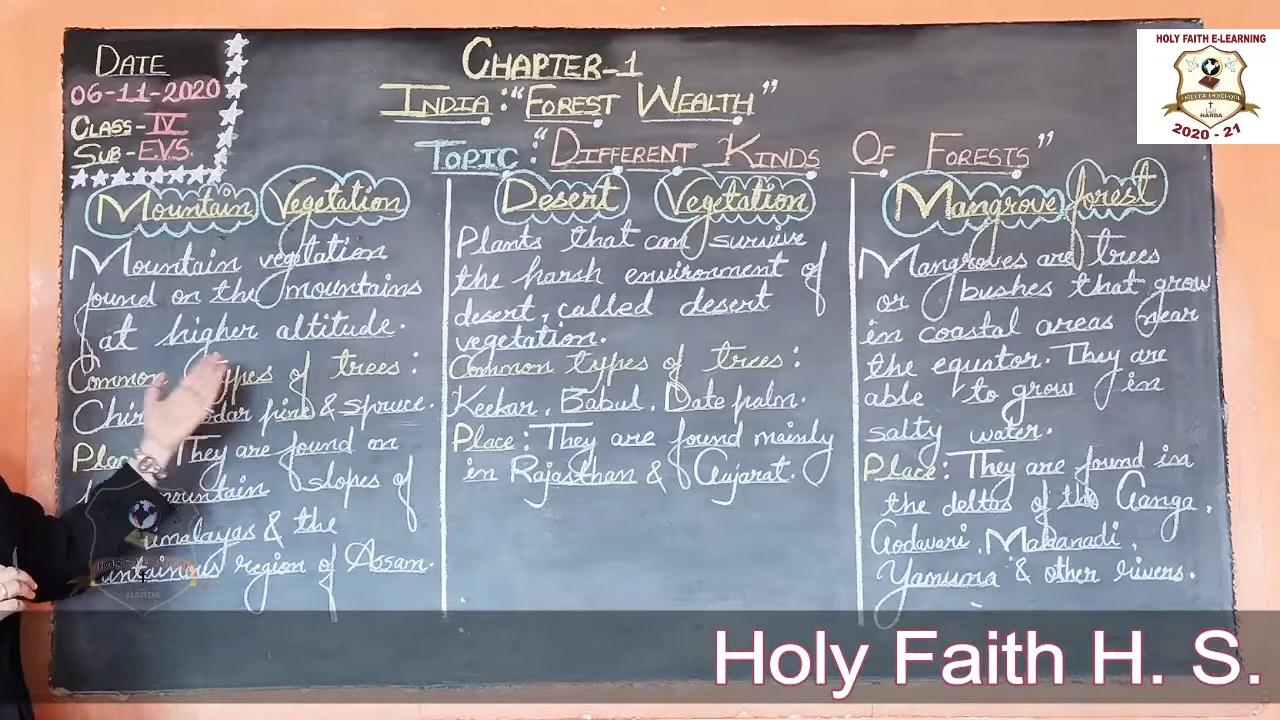 DATE
06-11-2020
CLASS-IV
SUB-E.V.S.
CHAPTER-1
INDIA: "FOREST WEALTH"
TOPIC: "DIFFERENT KINDS OF FORESTS"
Mountain Vegetation
Mountain vegetation
found on the mountains
at higher altitude.
Common Types of trees:
Chir pine & spruce.
They are found on
mountain slopes of
& the
region of Assam.
Desert Vegetation
Plants that can survive
the harsh environment of
desert, called desert
vegetation.
Common types of trees:
Keekar, Babul, Date palm.
Place: They are found mainly
in Rajasthan & Gujarat.
Mangrove forest
Mangroves are trees
or bushes that grow
in coastal areas near
the equator. They are
able to grow in
salty water.
Place: They are found in
the deltas of the Ganga,
Godavari, Mahanadi,
Yamuna & other rivers.
HOLY FAITH E-LEARNING
HOLY FAITH SCHOOL
HARDA
2020 - 21
HARDA
Holy Faith H. S.